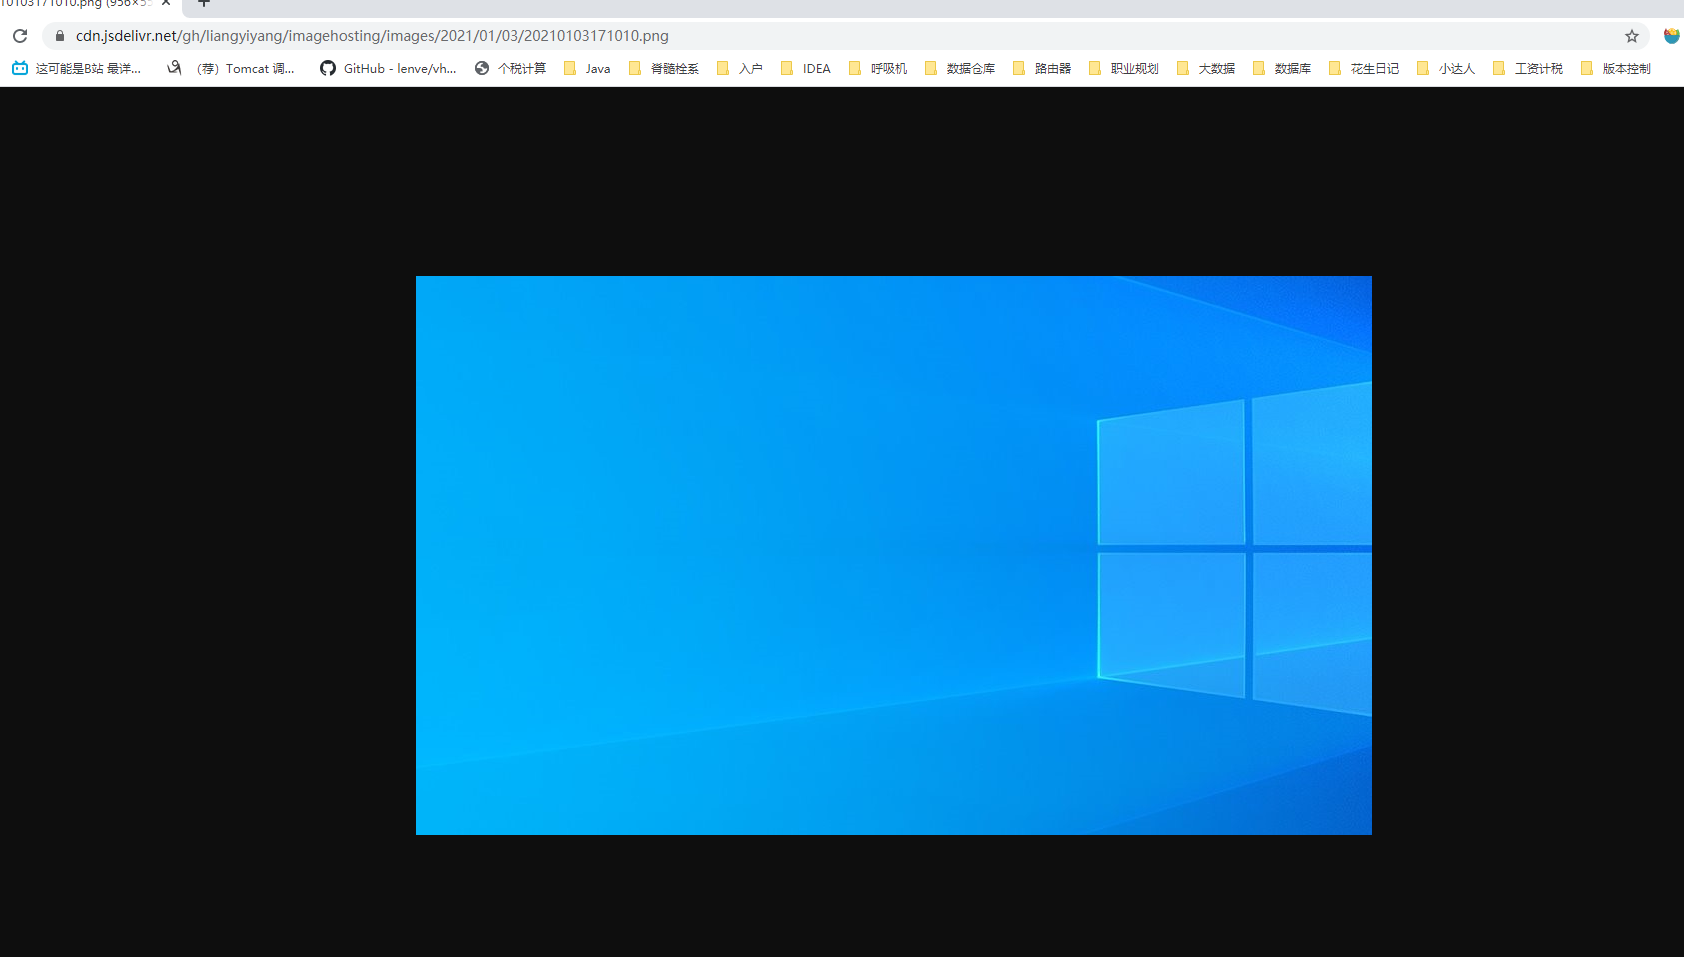 10103171010.png (956×55
cdn.jsdelivr.net/gh/liangyiyang/imagehosting/images/2021/01/03/20210103171010.png
这可能是B站 最详... （荐）Tomcat 调... GitHub - lenve/vh... 个税计算 Java 脊髓栓系 入户 IDEA 呼吸机 数据仓库 路由器 职业规划 大数据 数据库 花生日记 小达人 工资计税 版本控制